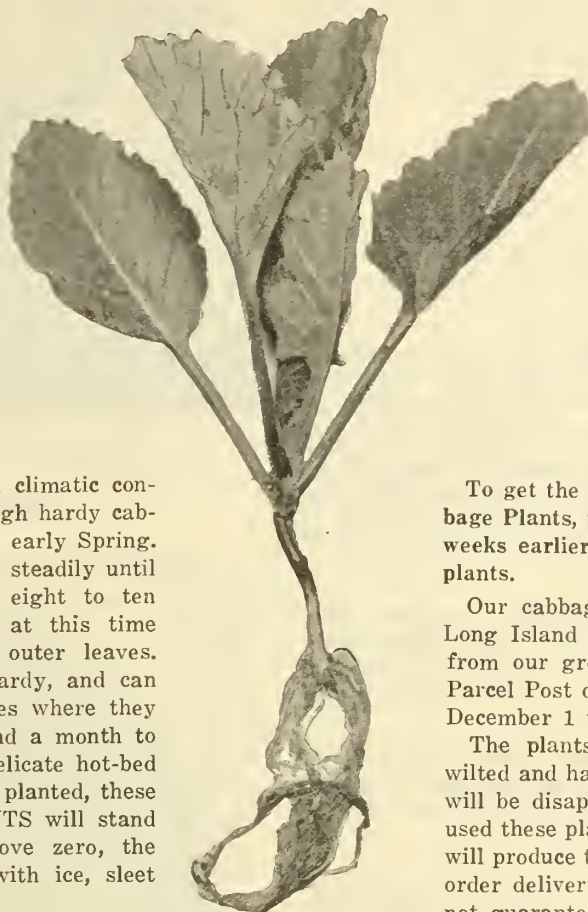 climatic con-
gh hardy cab-
early Spring.
steadily until
eight to ten
at this time
outer leaves.
ardy, and can
es where they
nd a month to
elicate hot-bed
planted, these
TS will stand
ove zero, the
with ice, sleet
To get the
bage Plants,
weeks earlier
plants.
Our cabbag
Long Island
from our gr
Parcel Post o
December 1
The plants
wilted and ha
will be disap
used these pla
will produce t
order deliver
not guarante